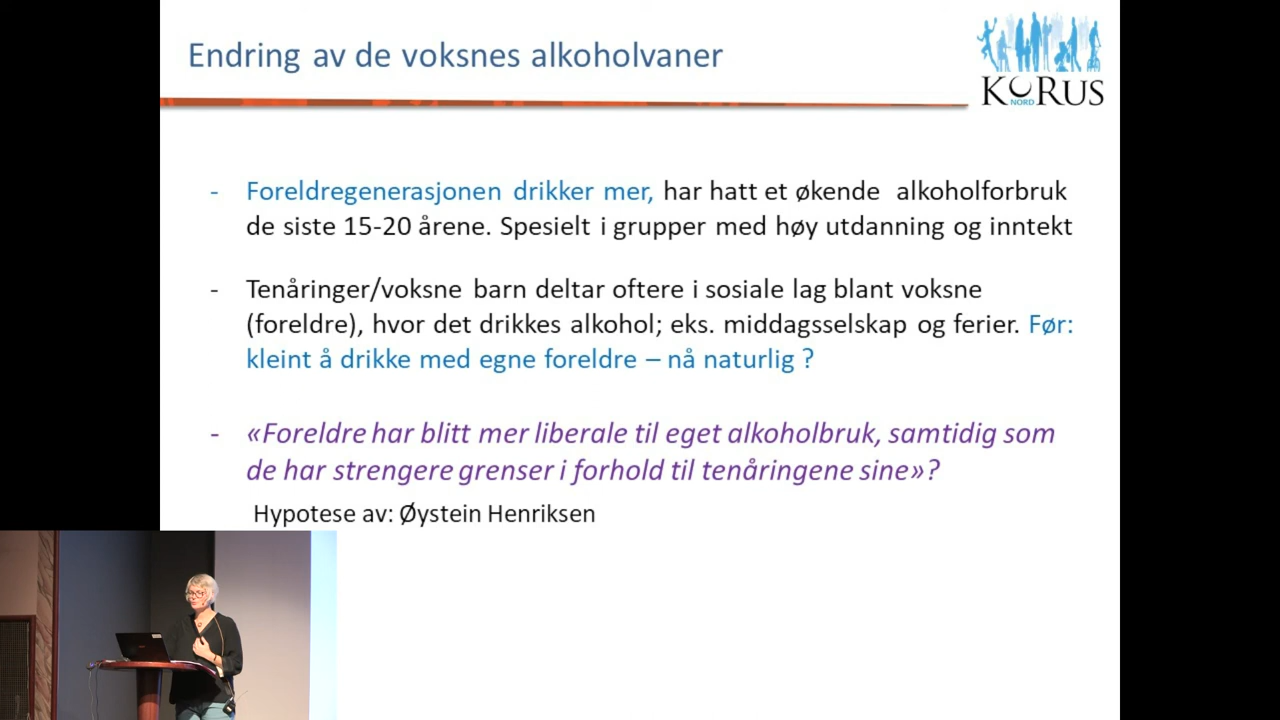 Endring av de voksnes alkoholvaner
KORUS
NORD
- Foreldregenerasjonen drikker mer, har hatt et økende alkoholforbruk
de siste 15-20 årene. Spesielt i grupper med høy utdanning og inntekt
- Tenåringer/voksne barn deltar oftere i sosiale lag blant voksne
(foreldre), hvor det drikkes alkohol; eks. middagsselskap og ferier. Før:
kleint å drikke med egne foreldre – nå naturlig ?
- «Foreldre har blitt mer liberale til eget alkoholbruk, samtidig som
de har strengere grenser i forhold til tenåringene sine»?
Hypotese av: Øystein Henriksen